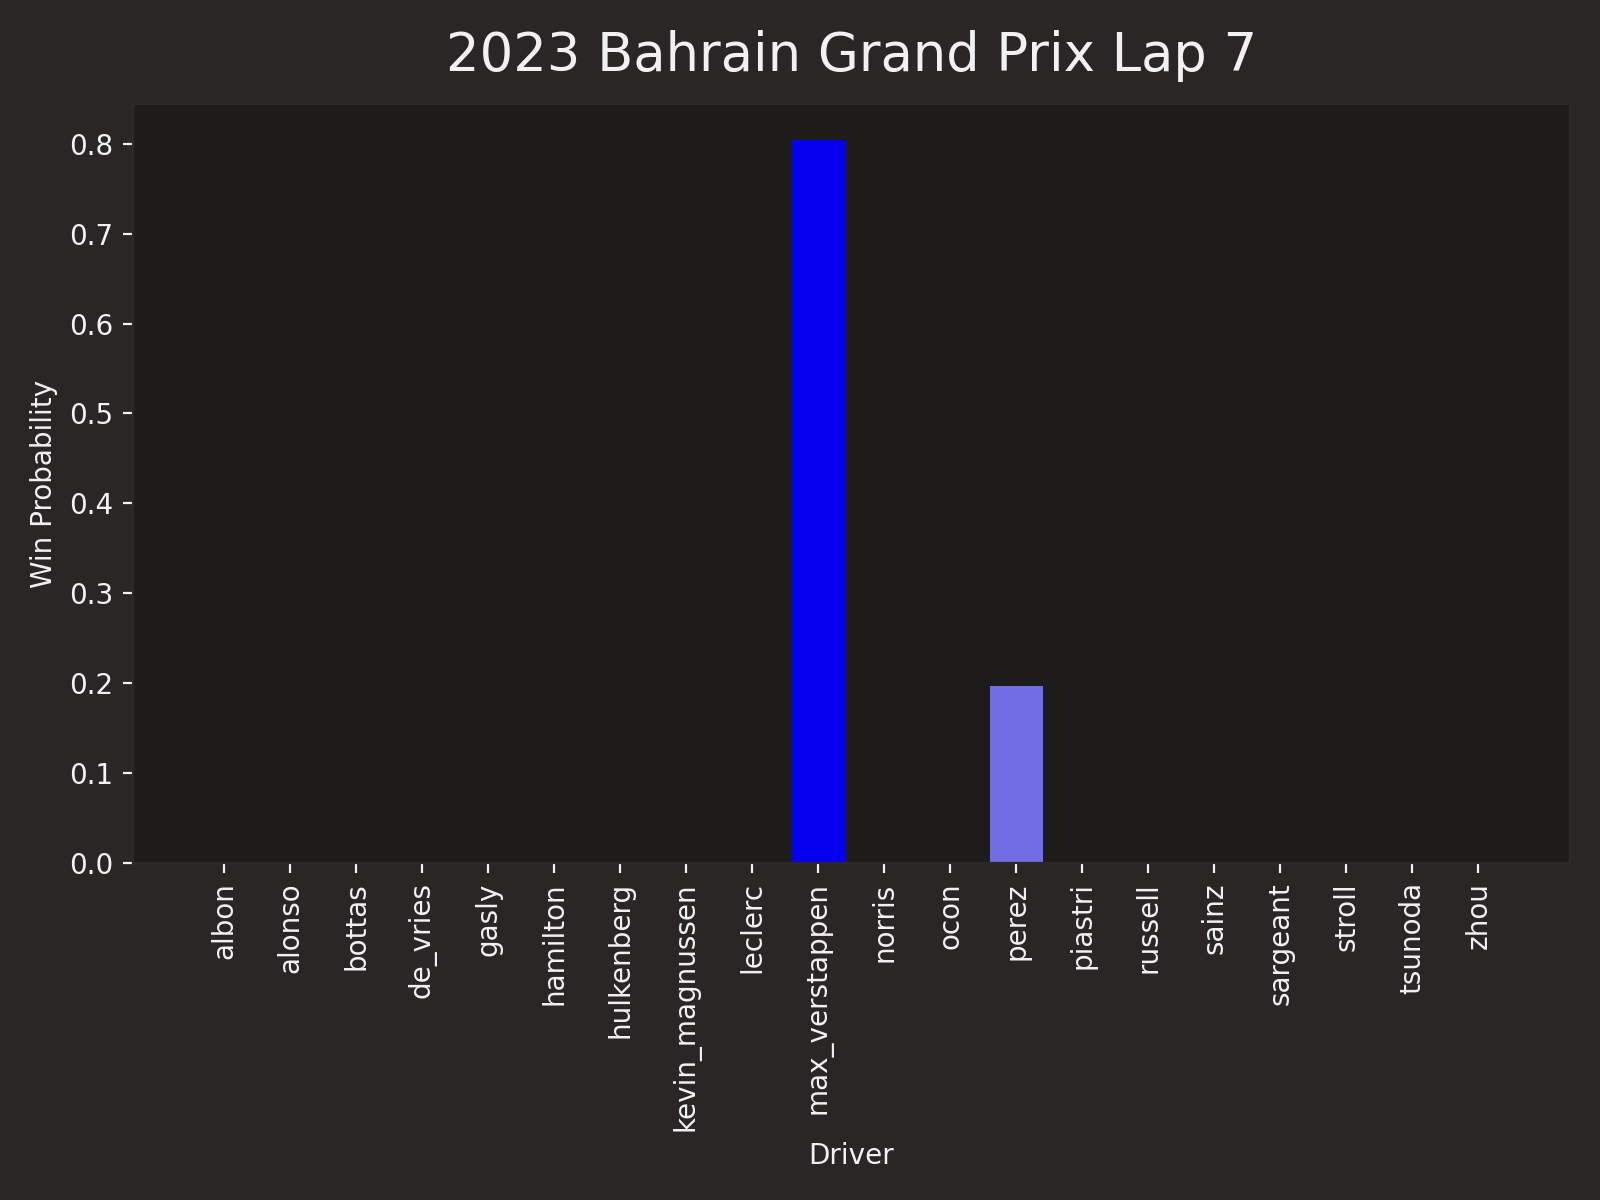 2023 Bahrain Grand Prix Lap 7
Win Probability
0.8
0.7
0.6
0.5
0.4
0.3
0.2
0.1
0.0
albon
alonso
bottas
de_vries
gasly
hamilton
hulkenberg
kevin_magnussen
leclerc
max_verstappen
norris
ocon
perez
piastri
russell
sainz
sargeant
stroll
tsunoda
zhou
Driver